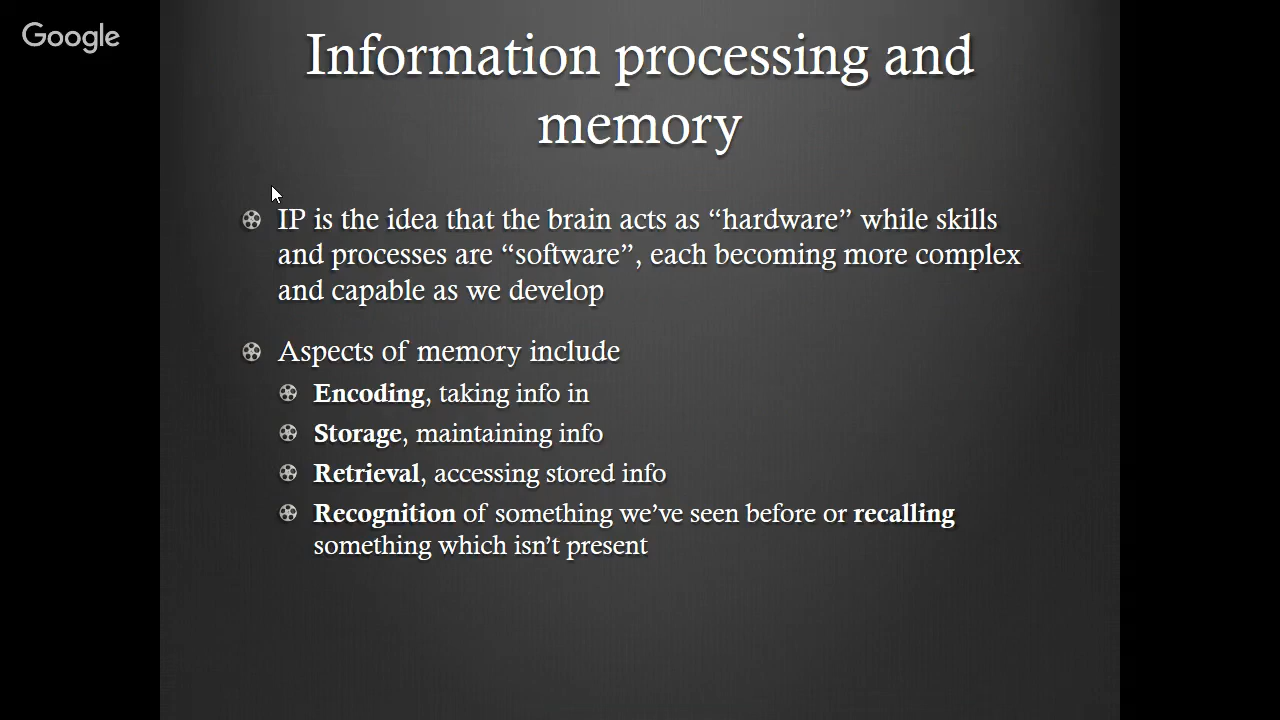 Google
Information processing and
memory
IP is the idea that the brain acts as “hardware” while skills
and processes are “software”, each becoming more complex
and capable as we develop
Aspects of memory include
Encoding, taking info in
Storage, maintaining info
Retrieval, accessing stored info
Recognition of something we’ve seen before or recalling
something which isn’t present